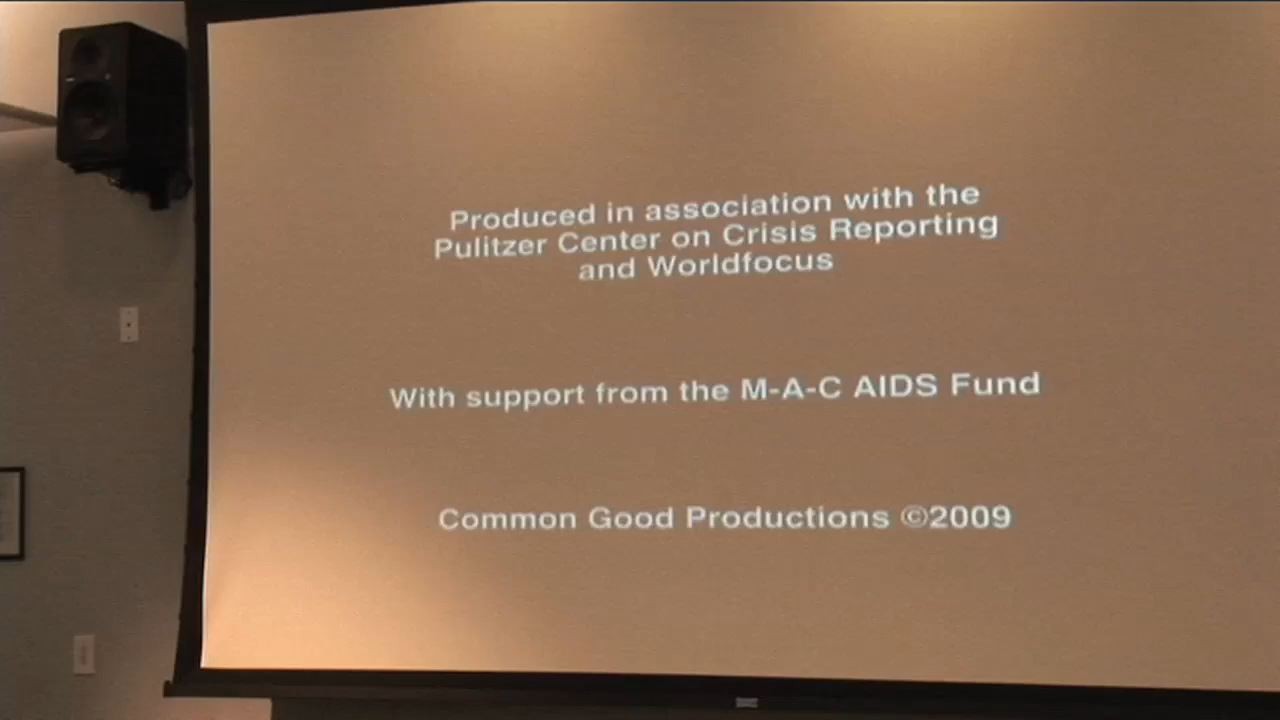 Produced in association with the
Pulitzer Center on Crisis Reporting
and Worldfocus
With support from the M-A-C AIDS Fund
Common Good Productions ©2009